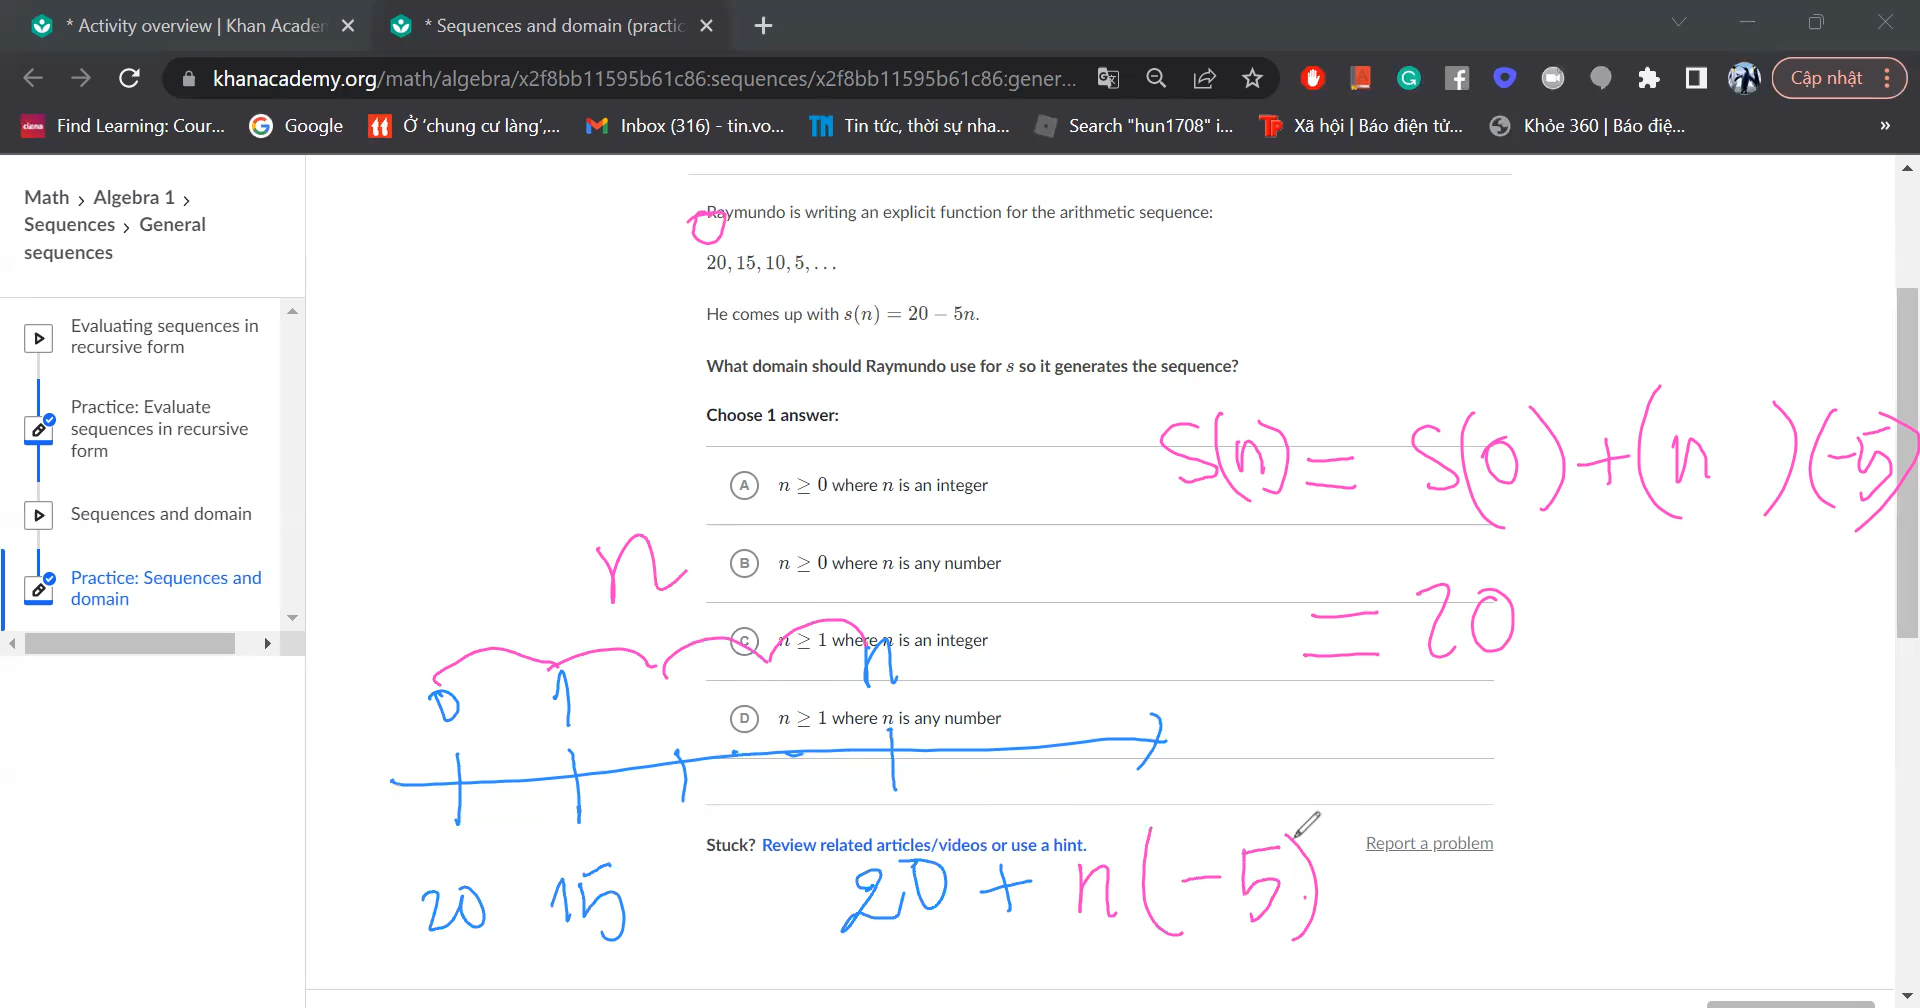 * Activity overview | Khan Acader
* Sequences and domain (practic
khanacademy.org/math/algebra/x2f8bb11595b61c86:sequences/x2f8bb11595b61c86:gener...
Cập nhật
Find Learning: Cour...
Google
Ở ‘chung cư làng’,...
Inbox (316) - tin.vo...
Tin tức, thời sự nha...
Search "hun1708" i...
Xã hội | Báo điện tử...
Khỏe 360 | Báo điệ...
»
Math > Algebra 1 >
Sequences > General
sequences
Evaluating sequences in
recursive form
Practice: Evaluate
sequences in recursive
form
Sequences and domain
Practice: Sequences and
domain
Raymundo is writing an explicit function for the arithmetic sequence:
0
20, 15, 10, 5, ...
He comes up with s(n) = 20 − 5n.
What domain should Raymundo use for s so it generates the sequence?
Choose 1 answer:
S(n) = S(0) + (n )(-5)
A n ≥ 0 where n is an integer
B n ≥ 0 where n is any number
n
= 20
C n ≥ 1 where n is an integer
0 1 n
D n ≥ 1 where n is any number
Stuck? Review related articles/videos or use a hint.
Report a problem
20 15
20 + n(-5)